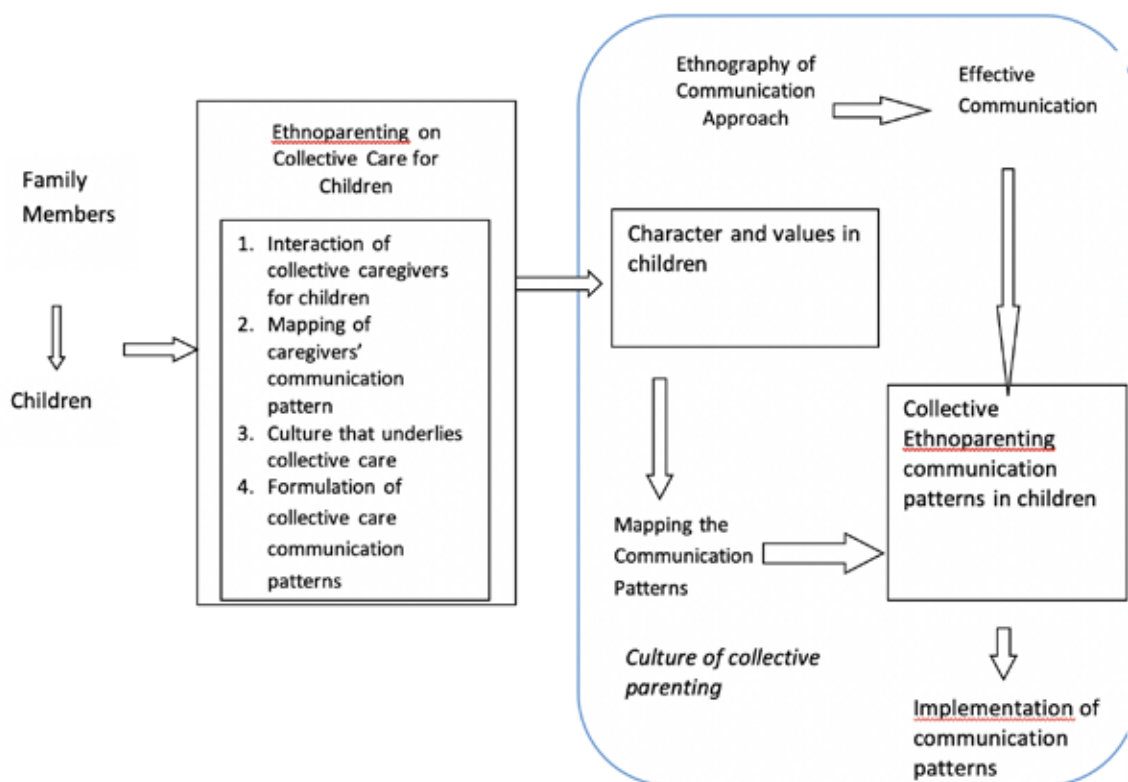 Family
Members
Children
Ethnoparenting on
Collective Care for
Children
1. Interaction of
collective caregivers
for children
2. Mapping of
caregivers'
communication
pattern
3. Culture that underlies
collective care
4. Formulation of
collective care
communication
patterns
Ethnography of
Communication
Approach
Effective
Communication
Character and values in
children
Mapping the
Communication
Patterns
Collective
Ethnoparenting
communication
patterns in children
Culture of collective
parenting
Implementation of
communication
patterns